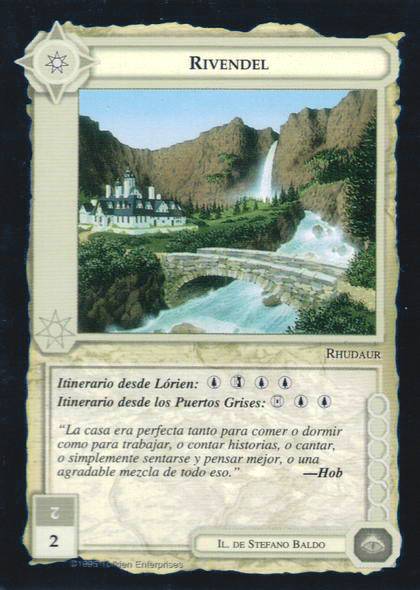 RIVENDEL
RHUDAUR
Itinerario desde Lórien:
Itinerario desde los Puertos Grises:
“La casa era perfecta tanto para comer o dormir
como para trabajar, o contar historias, o cantar,
o simplemente sentarse y pensar mejor, o una
agradable mezcla de todo eso.” —Hob
2
2
IL. DE STEFANO BALDO
Enterprises